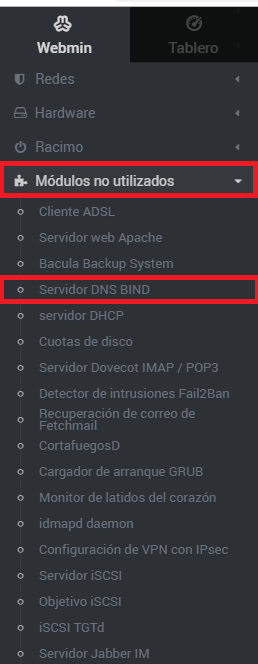 Webmin
Tablero
Redes
Hardware
Racimo
Módulos no utilizados
Cliente ADSL
Servidor web Apache
Bacula Backup System
Servidor DNS BIND
servidor DHCP
Cuotas de disco
Servidor Dovecot IMAP / POP3
Detector de intrusiones Fail2Ban
Recuperación de correo de
Fetchmail
CortafuegosD
Cargador de arranque GRUB
Monitor de latidos del corazón
idmapd daemon
Configuración de VPN con IPsec
Servidor iSCSI
Objetivo iSCSI
iSCSI TGTd
Servidor Jabber IM